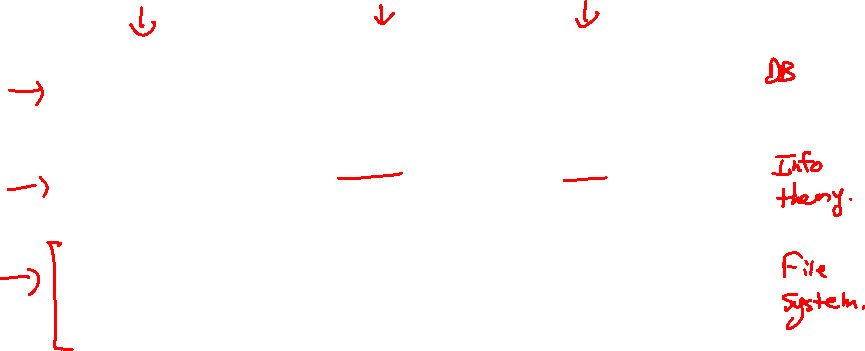 DB
Info
theory.
File
System.